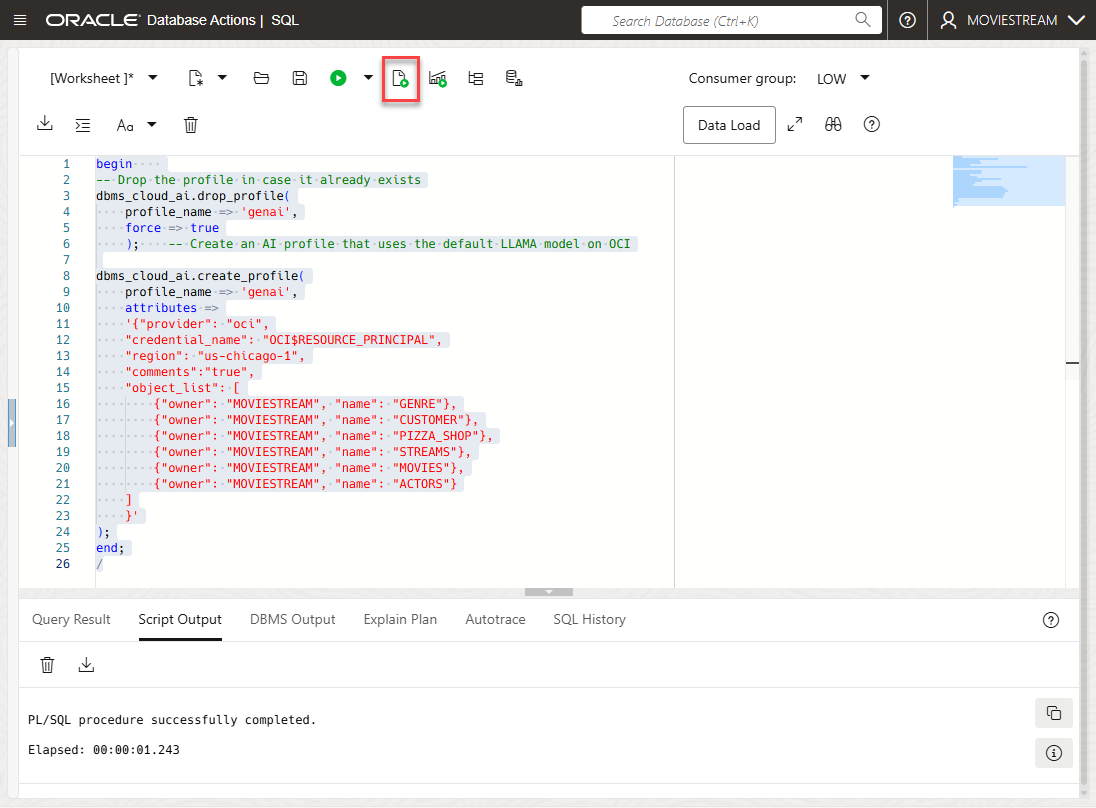 ORACLE Database Actions | SQL
Search Database (Ctrl+K)
? MOVIESTREAM
[Worksheet ]*
Consumer group: LOW
Aa
Data Load
?
1 begin
2 -- Drop the profile in case it already exists
3 dbms_cloud_ai.drop_profile(
4 profile_name => 'genai',
5 force => true
6 ); -- Create an AI profile that uses the default LLAMA model on OCI
7
8 dbms_cloud_ai.create_profile(
9 profile_name => 'genai',
10 attributes =>
11 '{"provider": "oci",
12 "credential_name": "OCI$RESOURCE_PRINCIPAL",
13 "region": "us-chicago-1",
14 "comments":"true",
15 "object_list": [
16 {"owner": "MOVIESTREAM", "name": "GENRE"},
17 {"owner": "MOVIESTREAM", "name": "CUSTOMER"},
18 {"owner": "MOVIESTREAM", "name": "PIZZA_SHOP"},
19 {"owner": "MOVIESTREAM", "name": "STREAMS"},
20 {"owner": "MOVIESTREAM", "name": "MOVIES"},
21 {"owner": "MOVIESTREAM", "name": "ACTORS"}
22 ]
23 }'
24 );
25 end;
26 /
Query Result Script Output DBMS Output Explain Plan Autotrace SQL History ?
PL/SQL procedure successfully completed.
Elapsed: 00:00:01.243